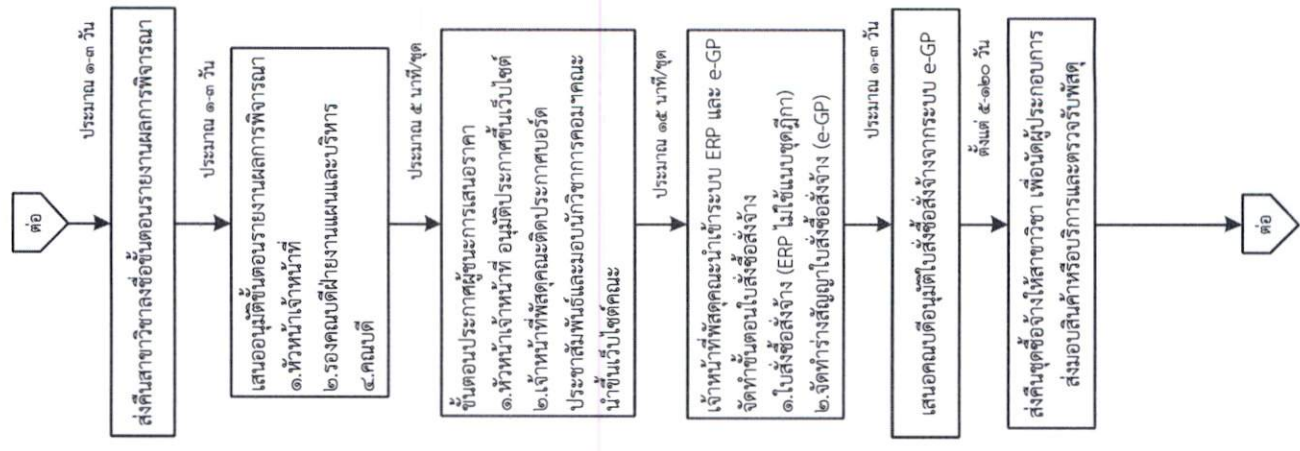 ต่อ
ประมาณ ๑-๓ วัน
ส่งคืนสาขาวิชาลงชื่อขั้นตอนรายงานผลการพิจารณา
ประมาณ ๑-๓ วัน
เสนออนุมัติขั้นตอนรายงานผลการพิจารณา
๑.หัวหน้าเจ้าหน้าที่
๒.รองคณบดีฝ่ายงานแผนและบริหาร
๔.คณบดี
ประมาณ ๕ นาที/ชุด
ขั้นตอนประกาศผู้ชนะการเสนอราคา
๑.หัวหน้าเจ้าหน้าที่ อนุมัติประกาศขึ้นเว็บไซต์
๒.เจ้าหน้าที่พัสดุคณะติดประกาศบอร์ด
ประชาสัมพันธ์และมอบนักวิชาการคอมฯคณะ
นำขึ้นเว็บไซต์คณะ
ประมาณ ๑๕ นาที/ชุด
เจ้าหน้าที่พัสดุคณะนำเข้าระบบ ERP และ e-GP
จัดทำขั้นตอนใบสั่งซื้อสั่งจ้าง
๑.ใบสั่งซื้อสั่งจ้าง (ERP ไม่ใช้แนบชุดฎีกา)
๒.จัดทำร่างสัญญาใบสั่งซื้อสั่งจ้าง (e-GP)
ประมาณ ๑-๓ วัน
เสนอคณบดีอนุมัติใบสั่งซื้อสั่งจ้างจากระบบ e-GP
ตั้งแต่ ๕-๑๒๐ วัน
ส่งคืนชุดซื้อจ้างให้สาขาวิชา เพื่อนัดผู้ประกอบการ
ส่งมอบสินค้าหรือบริการและตรวจรับพัสดุ
ต่อ